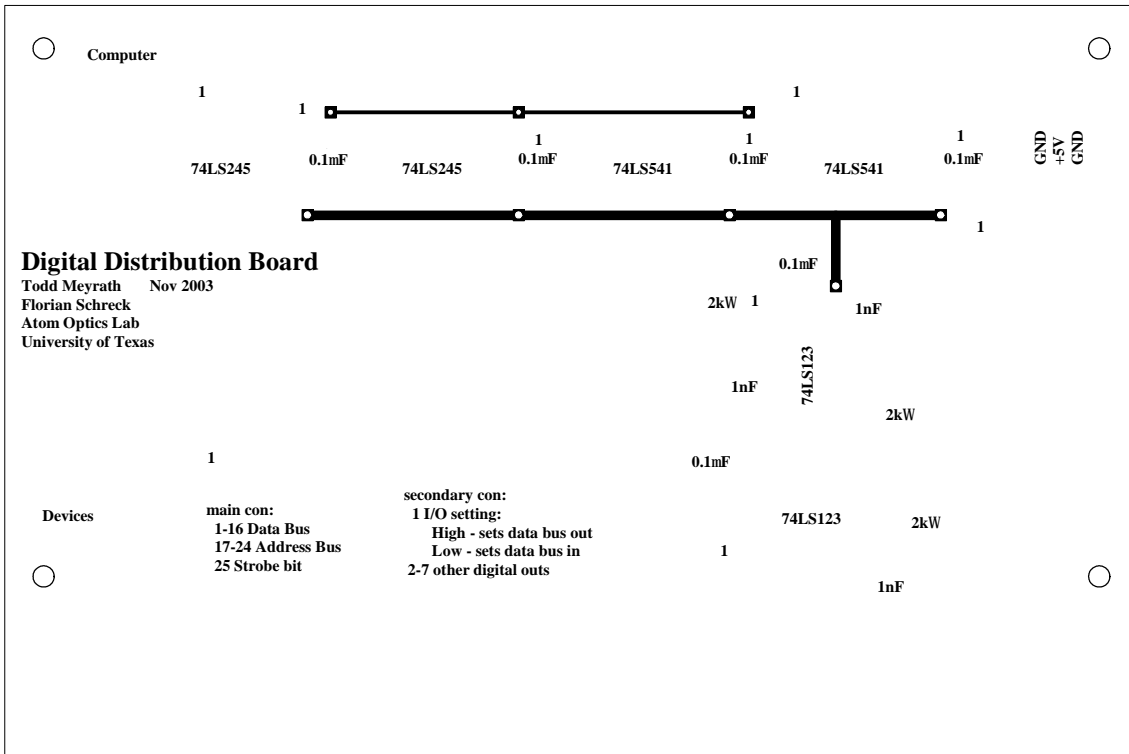 Computer
1
1
1
1
1
1
0.1mF
0.1mF
0.1mF
0.1mF
74LS245
74LS245
74LS541
74LS541
GND
+5V
GND
1
Digital Distribution Board
Todd Meyrath Nov 2003
Florian Schreck
Atom Optics Lab
University of Texas
0.1mF
2kW 1
1nF
74LS123
1nF
2kW
1
0.1mF
Devices
main con:
1-16 Data Bus
17-24 Address Bus
25 Strobe bit
secondary con:
1 I/O setting:
High - sets data bus out
Low - sets data bus in
2-7 other digital outs
74LS123
2kW
1
1nF